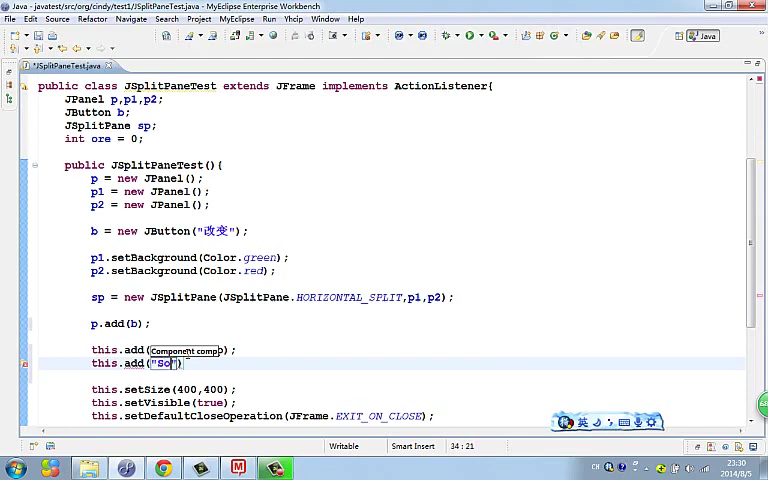 Java - javatest/src/org/cindy/test1/JSplitPaneTest.java - MyEclipse Enterprise Workbench
File Edit Source Refactor Navigate Search Project MyEclipse Run Yhcip Window Help
Java
*JSplitPaneTest.java
public class JSplitPaneTest extends JFrame implements ActionListener{
JPanel p,p1,p2;
JButton b;
JSplitPane sp;
int ore = 0;
public JSplitPaneTest(){
p = new JPanel();
p1 = new JPanel();
p2 = new JPanel();
b = new JButton("改变");
p1.setBackground(Color.green);
p2.setBackground(Color.red);
sp = new JSplitPane(JSplitPane.HORIZONTAL_SPLIT,p1,p2);
p.add(b);
this.add(Component comp);
this.add("So")
this.setSize(400,400);
this.setVisible(true);
this.setDefaultCloseOperation(JFrame.EXIT_ON_CLOSE);
英
68
Writable Smart Insert 34 : 21
CN
23:30
2014/8/5